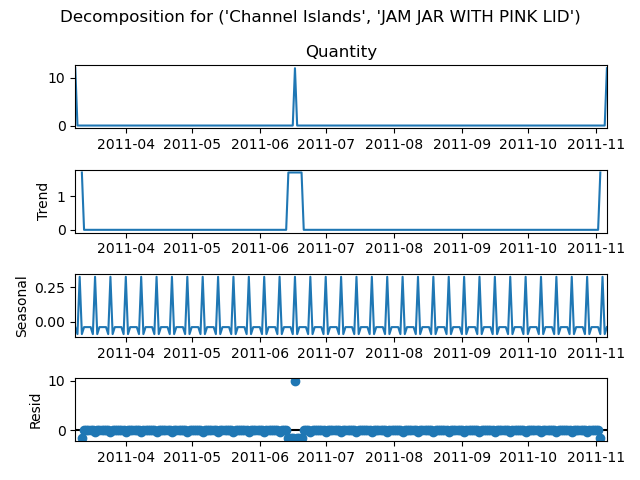 Decomposition for ('Channel Islands', 'JAM JAR WITH PINK LID')
Quantity
10
0
2011-04 2011-05 2011-06 2011-07 2011-08 2011-09 2011-10 2011-11
Trend
1
0
2011-04 2011-05 2011-06 2011-07 2011-08 2011-09 2011-10 2011-11
Seasonal
0.25
0.00
2011-04 2011-05 2011-06 2011-07 2011-08 2011-09 2011-10 2011-11
Resid
10
0
2011-04 2011-05 2011-06 2011-07 2011-08 2011-09 2011-10 2011-11